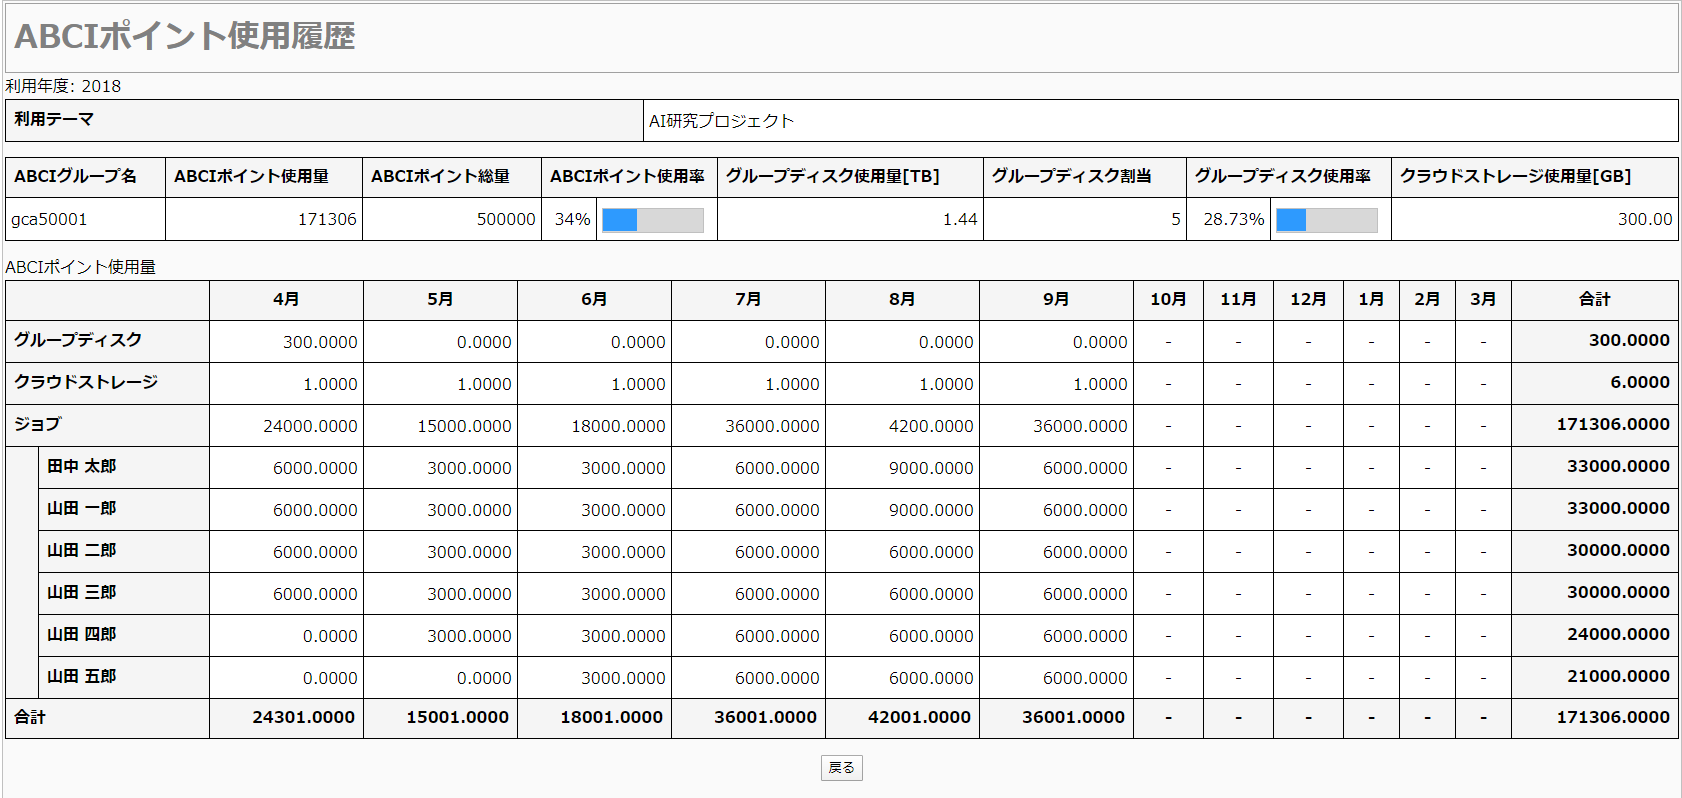 ABCIポイント使用履歴
利用年度: 2018
利用テーマ AI研究プロジェクト
ABCIグループ名 ABCIポイント使用量 ABCIポイント総量 ABCIポイント使用率 グループディスク使用量[TB] グループディスク割当 グループディスク使用率 クラウドストレージ使用量[GB]
gca50001 171306 500000 34% 1.44 5 28.73% 300.00
ABCIポイント使用量
4月 5月 6月 7月 8月 9月 10月 11月 12月 1月 2月 3月 合計
グループディスク 300.0000 0.0000 0.0000 0.0000 0.0000 0.0000 - - - - - - 300.0000
クラウドストレージ 1.0000 1.0000 1.0000 1.0000 1.0000 1.0000 - - - - - - 6.0000
ジョブ 24000.0000 15000.0000 18000.0000 36000.0000 4200.0000 36000.0000 - - - - - - 171306.0000
田中 太郎 6000.0000 3000.0000 3000.0000 6000.0000 9000.0000 6000.0000 - - - - - - 33000.0000
山田 一郎 6000.0000 3000.0000 3000.0000 6000.0000 9000.0000 6000.0000 - - - - - - 33000.0000
山田 二郎 6000.0000 3000.0000 3000.0000 6000.0000 6000.0000 6000.0000 - - - - - - 30000.0000
山田 三郎 6000.0000 3000.0000 3000.0000 6000.0000 6000.0000 6000.0000 - - - - - - 30000.0000
山田 四郎 0.0000 3000.0000 3000.0000 6000.0000 6000.0000 6000.0000 - - - - - - 24000.0000
山田 五郎 0.0000 0.0000 3000.0000 6000.0000 6000.0000 6000.0000 - - - - - - 21000.0000
合計 24301.0000 15001.0000 18001.0000 36001.0000 42001.0000 36001.0000 - - - - - - 171306.0000
戻る